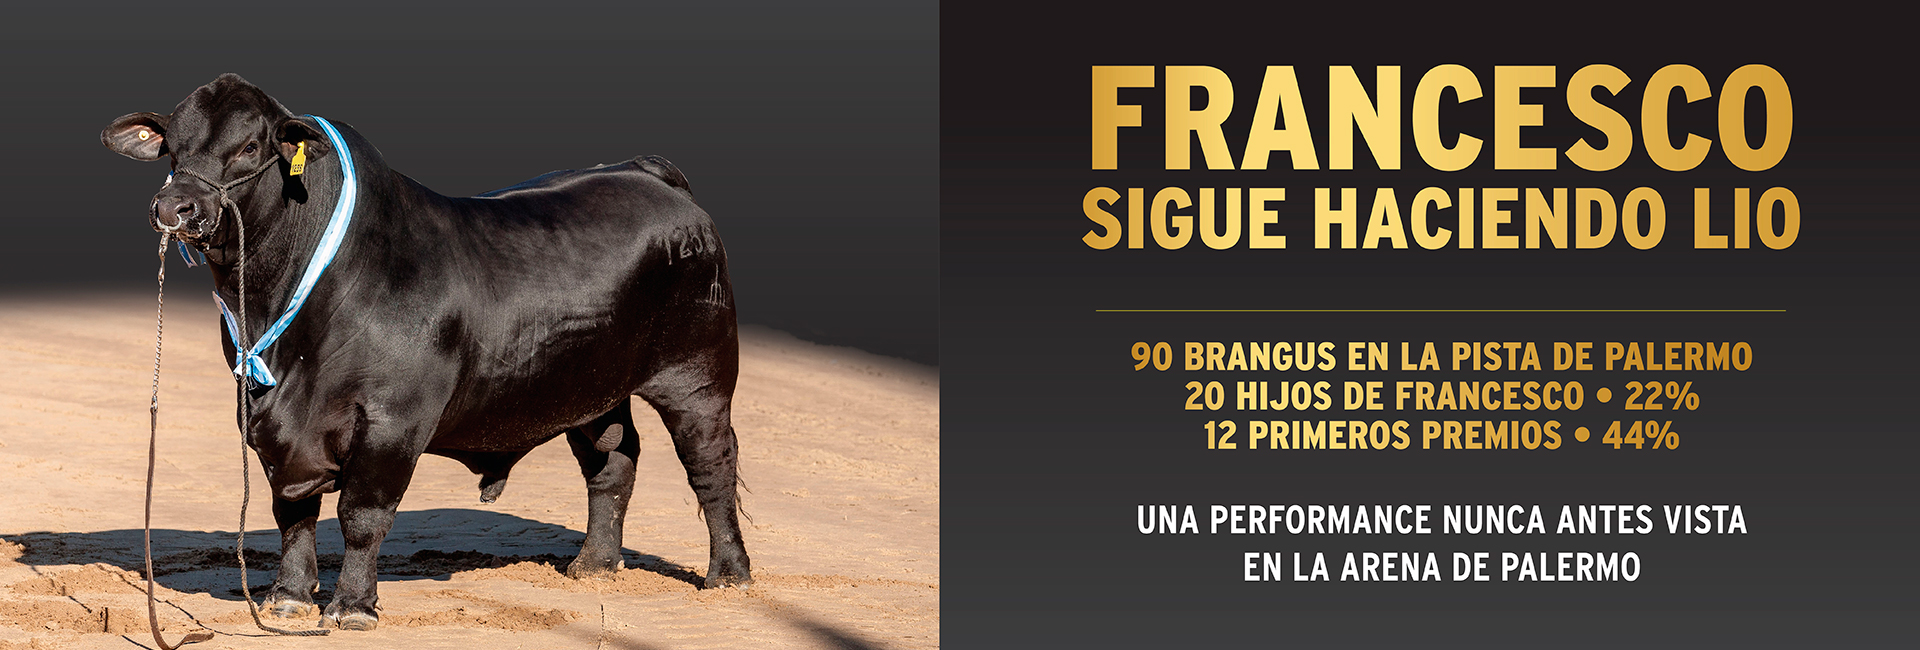 FRANCESCO
SIGUE HACIENDO LIO
90 BRANGUS EN LA PISTA DE PALERMO
20 HIJOS DE FRANCESCO • 22%
12 PRIMEROS PREMIOS • 44%
UNA PERFORMANCE NUNCA ANTES VISTA
EN LA ARENA DE PALERMO